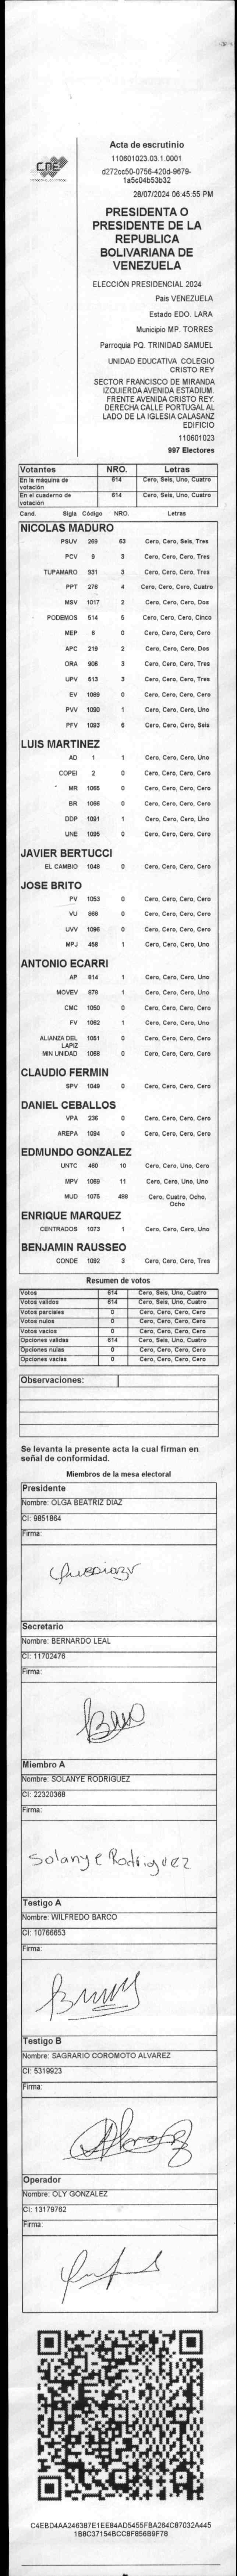 CNE
Acta de escrutinio
110601023.03.1.0001
d272cc50-0756-420d-9679-
1a5c04b53b32
28/07/2024 06:45:55 PM
PRESIDENTA O
PRESIDENTE DE LA
REPUBLICA
BOLIVARIANA DE
VENEZUELA
ELECCIÓN PRESIDENCIAL 2024
Pais VENEZUELA
Estado EDO. LARA
Municipio MP. TORRES
Parroquia PQ. TRINIDAD SAMUEL
UNIDAD EDUCATIVA COLEGIO
CRISTO REY
SECTOR FRANCISCO DE MIRANDA
IZQUIERDA AVENIDA ESTADIUM.
FRENTE AVENIDA CRISTO REY.
DERECHA CALLE PORTUGAL AL
LADO DE LA IGLESIA CALASANZ
EDIFICIO
110601023
997 Electores
Votantes NRO. Letras
En la máquina de votación 614 Cero, Seis, Uno, Cuatro
En el cuaderno de votación 614 Cero, Seis, Uno, Cuatro
Cand. Sigla Código NRO. Letras
NICOLAS MADURO
PSUV 269 63 Cero, Cero, Seis, Tres
PCV 9 3 Cero, Cero, Cero, Tres
TUPAMARO 931 3 Cero, Cero, Cero, Tres
PPT 276 4 Cero, Cero, Cero, Cuatro
MSV 1017 2 Cero, Cero, Cero, Dos
PODEMOS 514 5 Cero, Cero, Cero, Cinco
MEP 6 0 Cero, Cero, Cero, Cero
APC 219 2 Cero, Cero, Cero, Dos
ORA 906 3 Cero, Cero, Cero, Tres
UPV 513 3 Cero, Cero, Cero, Tres
EV 1089 0 Cero, Cero, Cero, Cero
PVV 1090 1 Cero, Cero, Cero, Uno
PFV 1093 6 Cero, Cero, Cero, Seis
LUIS MARTINEZ
AD 1 1 Cero, Cero, Cero, Uno
COPEI 2 0 Cero, Cero, Cero, Cero
MR 1065 0 Cero, Cero, Cero, Cero
BR 1066 0 Cero, Cero, Cero, Cero
DDP 1091 1 Cero, Cero, Cero, Uno
UNE 1095 0 Cero, Cero, Cero, Cero
JAVIER BERTUCCI
EL CAMBIO 1048 0 Cero, Cero, Cero, Cero
JOSE BRITO
PV 1053 0 Cero, Cero, Cero, Cero
VU 868 0 Cero, Cero, Cero, Cero
UVV 1096 0 Cero, Cero, Cero, Cero
MPJ 458 1 Cero, Cero, Cero, Uno
ANTONIO ECARRI
AP 814 1 Cero, Cero, Cero, Uno
MOVEV 979 1 Cero, Cero, Cero, Uno
CMC 1050 0 Cero, Cero, Cero, Cero
FV 1062 1 Cero, Cero, Cero, Uno
ALIANZA DEL LAPIZ 1051 0 Cero, Cero, Cero, Cero
MIN UNIDAD 1068 0 Cero, Cero, Cero, Cero
CLAUDIO FERMIN
SPV 1049 0 Cero, Cero, Cero, Cero
DANIEL CEBALLOS
VPA 236 0 Cero, Cero, Cero, Cero
AREPA 1094 0 Cero, Cero, Cero, Cero
EDMUNDO GONZALEZ
UNTC 460 10 Cero, Cero, Uno, Cero
MPV 1069 11 Cero, Cero, Uno, Uno
MUD 1075 488 Cero, Cuatro, Ocho,
Ocho
ENRIQUE MARQUEZ
CENTRADOS 1073 1 Cero, Cero, Cero, Uno
BENJAMIN RAUSSEO
CONDE 1092 3 Cero, Cero, Cero, Tres
Resumen de votos
Votos 614 Cero, Seis, Uno, Cuatro
Votos válidos 614 Cero, Seis, Uno, Cuatro
Votos parciales 0 Cero, Cero, Cero, Cero
Votos nulos 0 Cero, Cero, Cero, Cero
Votos vacíos 0 Cero, Cero, Cero, Cero
Opciones válidas 614 Cero, Seis, Uno, Cuatro
Opciones nulas 0 Cero, Cero, Cero, Cero
Opciones vacías 0 Cero, Cero, Cero, Cero
Observaciones:
Se levanta la presente acta la cual firman en
señal de conformidad.
Miembros de la mesa electoral
Presidente
Nombre: OLGA BEATRIZ DIAZ
CI: 9851864
Firma:
Secretario
Nombre: BERNARDO LEAL
CI: 11702476
Firma:
Miembro A
Nombre: SOLANYE RODRIGUEZ
CI: 22320368
Firma:
Solanye Rodriguez
Testigo A
Nombre: WILFREDO BARCO
CI: 10766653
Firma:
Testigo B
Nombre: SAGRARIO COROMOTO ALVAREZ
CI: 5319923
Firma:
Operador
Nombre: OLY GONZALEZ
CI: 13179762
Firma:
C4EBD4AA246387E1EE84AD5455FBA264C87032A445
1B8C37154BCC8F856B9F78